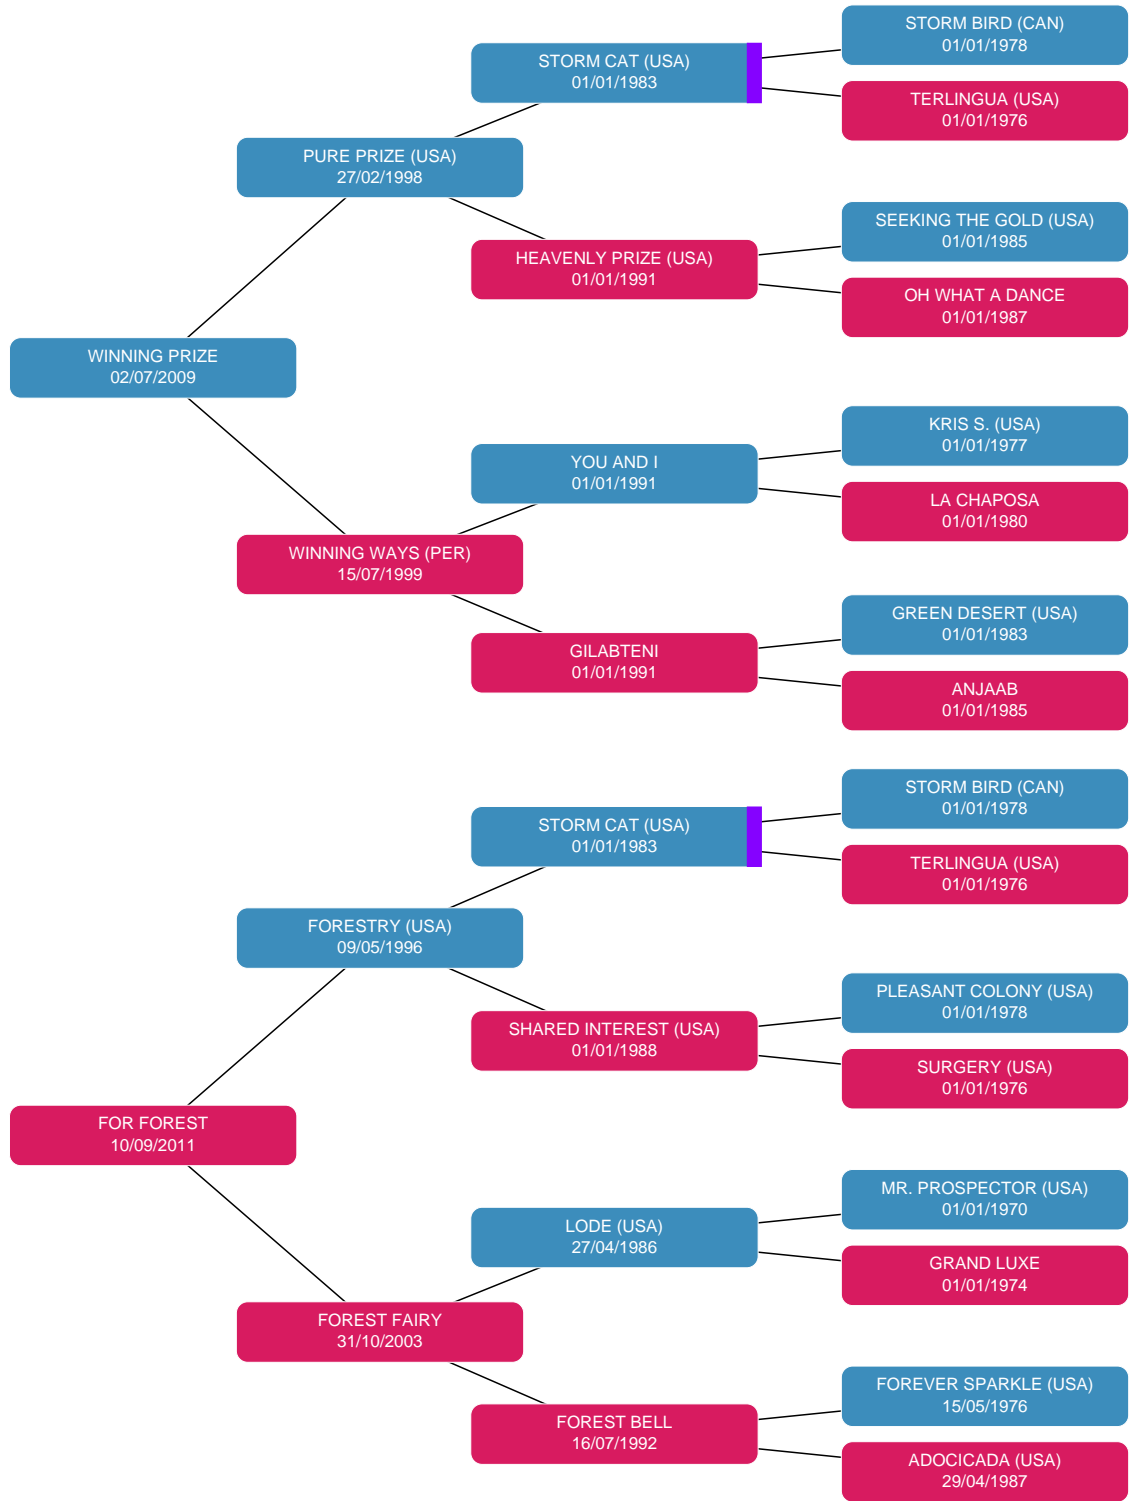 STORM BIRD (CAN)
01/01/1978
STORM CAT (USA)
01/01/1983
TERLINGUA (USA)
01/01/1976
PURE PRIZE (USA)
27/02/1998
SEEKING THE GOLD (USA)
01/01/1985
HEAVENLY PRIZE (USA)
01/01/1991
OH WHAT A DANCE
01/01/1987
WINNING PRIZE
02/07/2009
KRIS S. (USA)
01/01/1977
YOU AND I
01/01/1991
LA CHAPOSA
01/01/1980
WINNING WAYS (PER)
15/07/1999
GREEN DESERT (USA)
01/01/1983
GILABTENI
01/01/1991
ANJAAB
01/01/1985
STORM BIRD (CAN)
01/01/1978
STORM CAT (USA)
01/01/1983
TERLINGUA (USA)
01/01/1976
FORESTRY (USA)
09/05/1996
PLEASANT COLONY (USA)
01/01/1978
SHARED INTEREST (USA)
01/01/1988
SURGERY (USA)
01/01/1976
FOR FOREST
10/09/2011
MR. PROSPECTOR (USA)
01/01/1970
LODE (USA)
27/04/1986
GRAND LUXE
01/01/1974
FOREST FAIRY
31/10/2003
FOREVER SPARKLE (USA)
15/05/1976
FOREST BELL
16/07/1992
ADOCICADA (USA)
29/04/1987